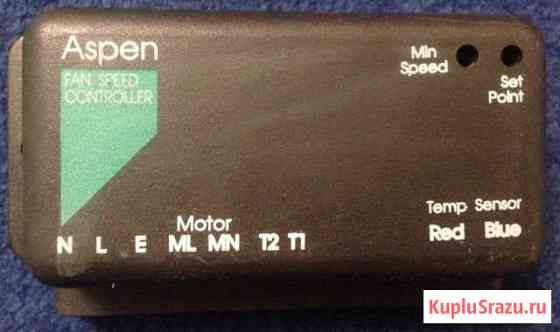 Aspen
FAN SPEED
CONTROLLER
Min
Speed
Set
Point
Motor
N L E ML MN T2 T1
Temp Sensor
Red Blue
KupluSrazu.ru